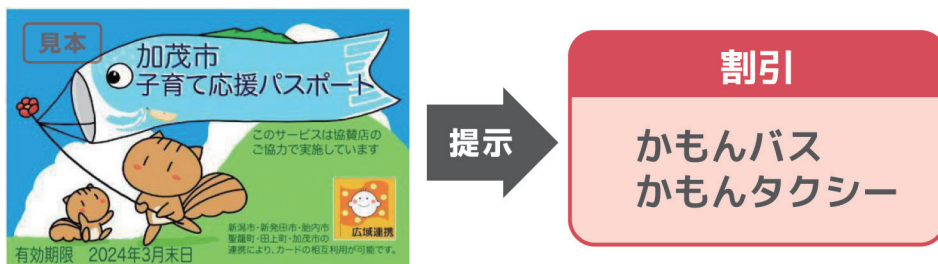 見本
加茂市
子育て応援パスポート
このサービスは協賛店の
ご協力で実施しています
広域連携
新潟市・新発田市・胎内市
聖籠町・田上町・加茂市の
連携により、カードの相互利用が可能です。
有効期限 2024年3月末日
提示
割引
かもんバス
かもんタクシー